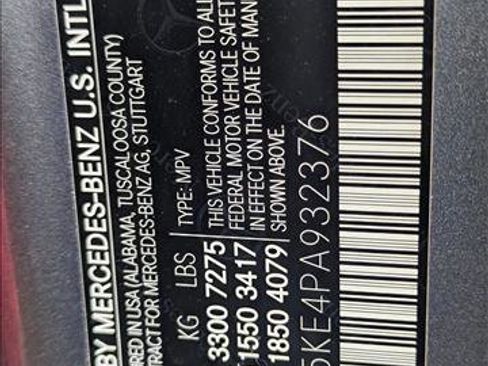 BY MERCEDES-BENZ U.S. INTL
RED IN USA (ALABAMA, TUSCALOOSA COUNTY)
TRACT FOR MERCEDES-BENZ AG, STUTTGART
KG LBS TYPE: MPV
3300 7275 THIS VEHICLE CONFORMS TO ALL
1550 3417 FEDERAL MOTOR VEHICLE SAFET
1850 4079 IN EFFECT ON THE DATE OF MAN
SHOWN ABOVE.
5KE4PA932376